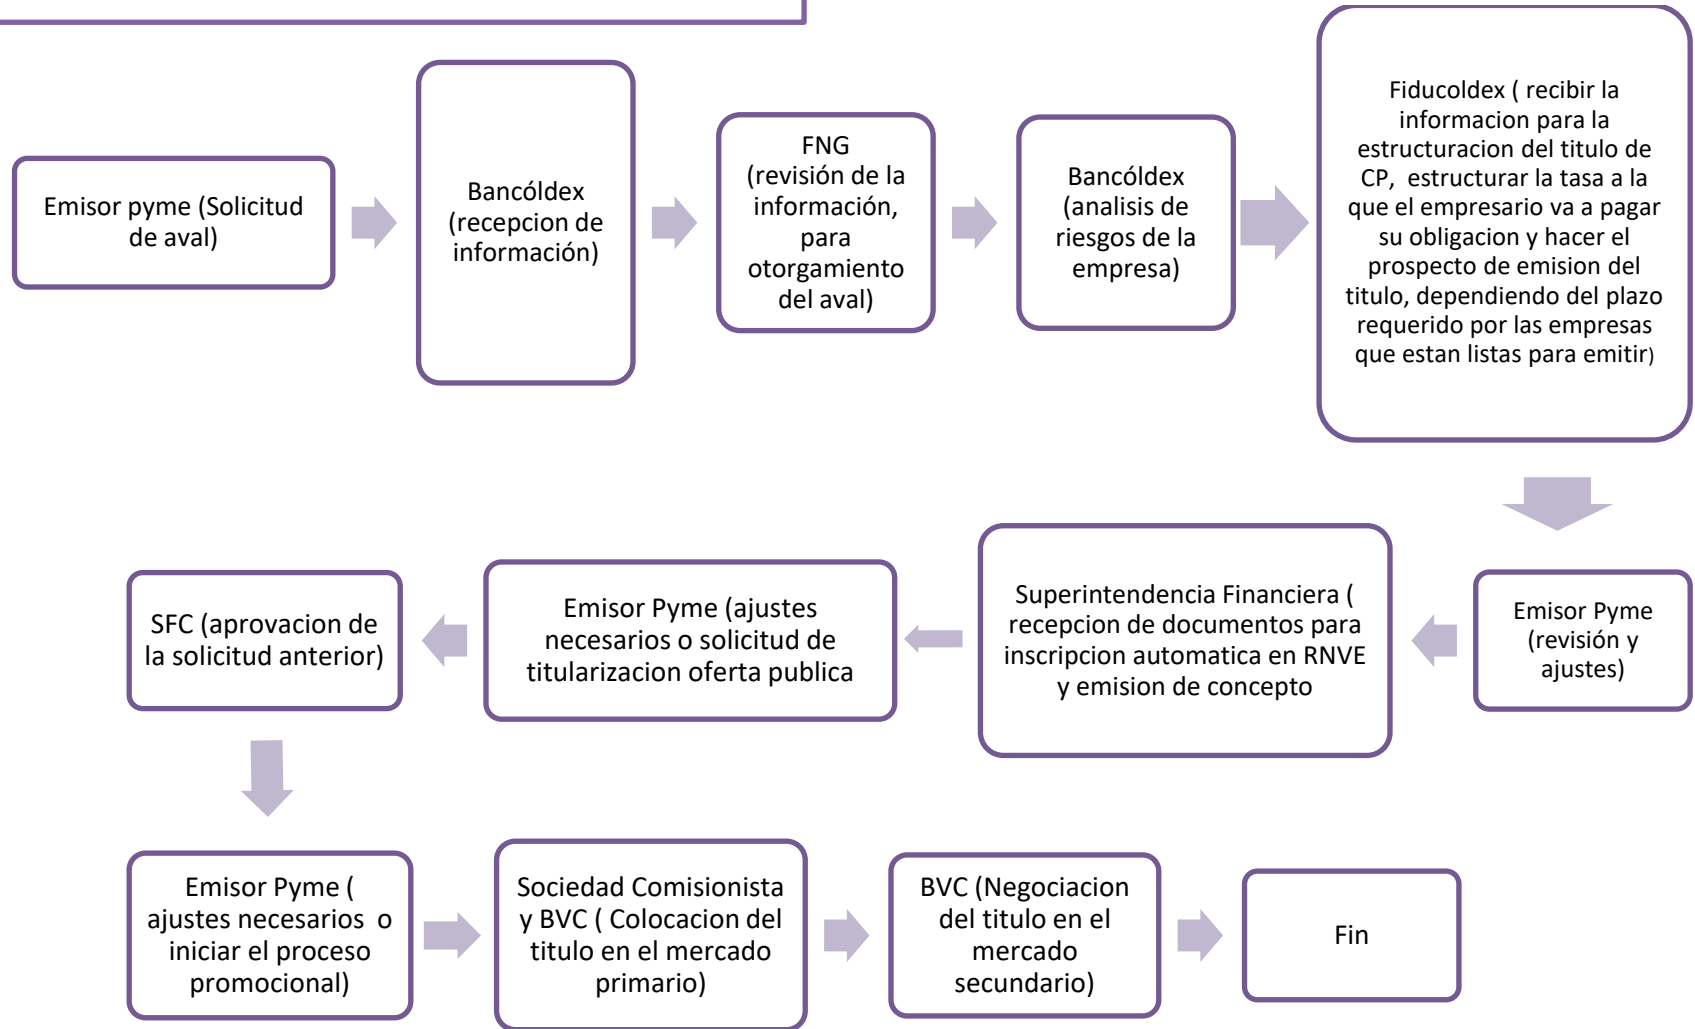 Emisor pyme (Solicitud
de aval)
Bancóldex
(recepcion de
información)
FNG
(revisión de la
información,
para
otorgamiento
del aval)
Bancóldex
(analisis de
riesgos de la
empresa)
Fiducoldex ( recibir la
informacion para la
estructuracion del titulo de
CP, estructurar la tasa a la
que el empresario va a pagar
su obligacion y hacer el
prospecto de emision del
titulo, dependiendo del plazo
requerido por las empresas
que estan listas para emitir)
Emisor Pyme
(revisión y
ajustes)
Superintendencia Financiera (
recepcion de documentos para
inscripcion automatica en RNVE
y emision de concepto
Emisor Pyme (ajustes
necesarios o solicitud de
titularizacion oferta publica
SFC (aprovacion de
la solicitud anterior)
Emisor Pyme (
ajustes necesarios o
iniciar el proceso
promocional)
Sociedad Comisionista
y BVC ( Colocacion del
titulo en el mercado
primario)
BVC (Negociacion
del titulo en el
mercado
secundario)
Fin